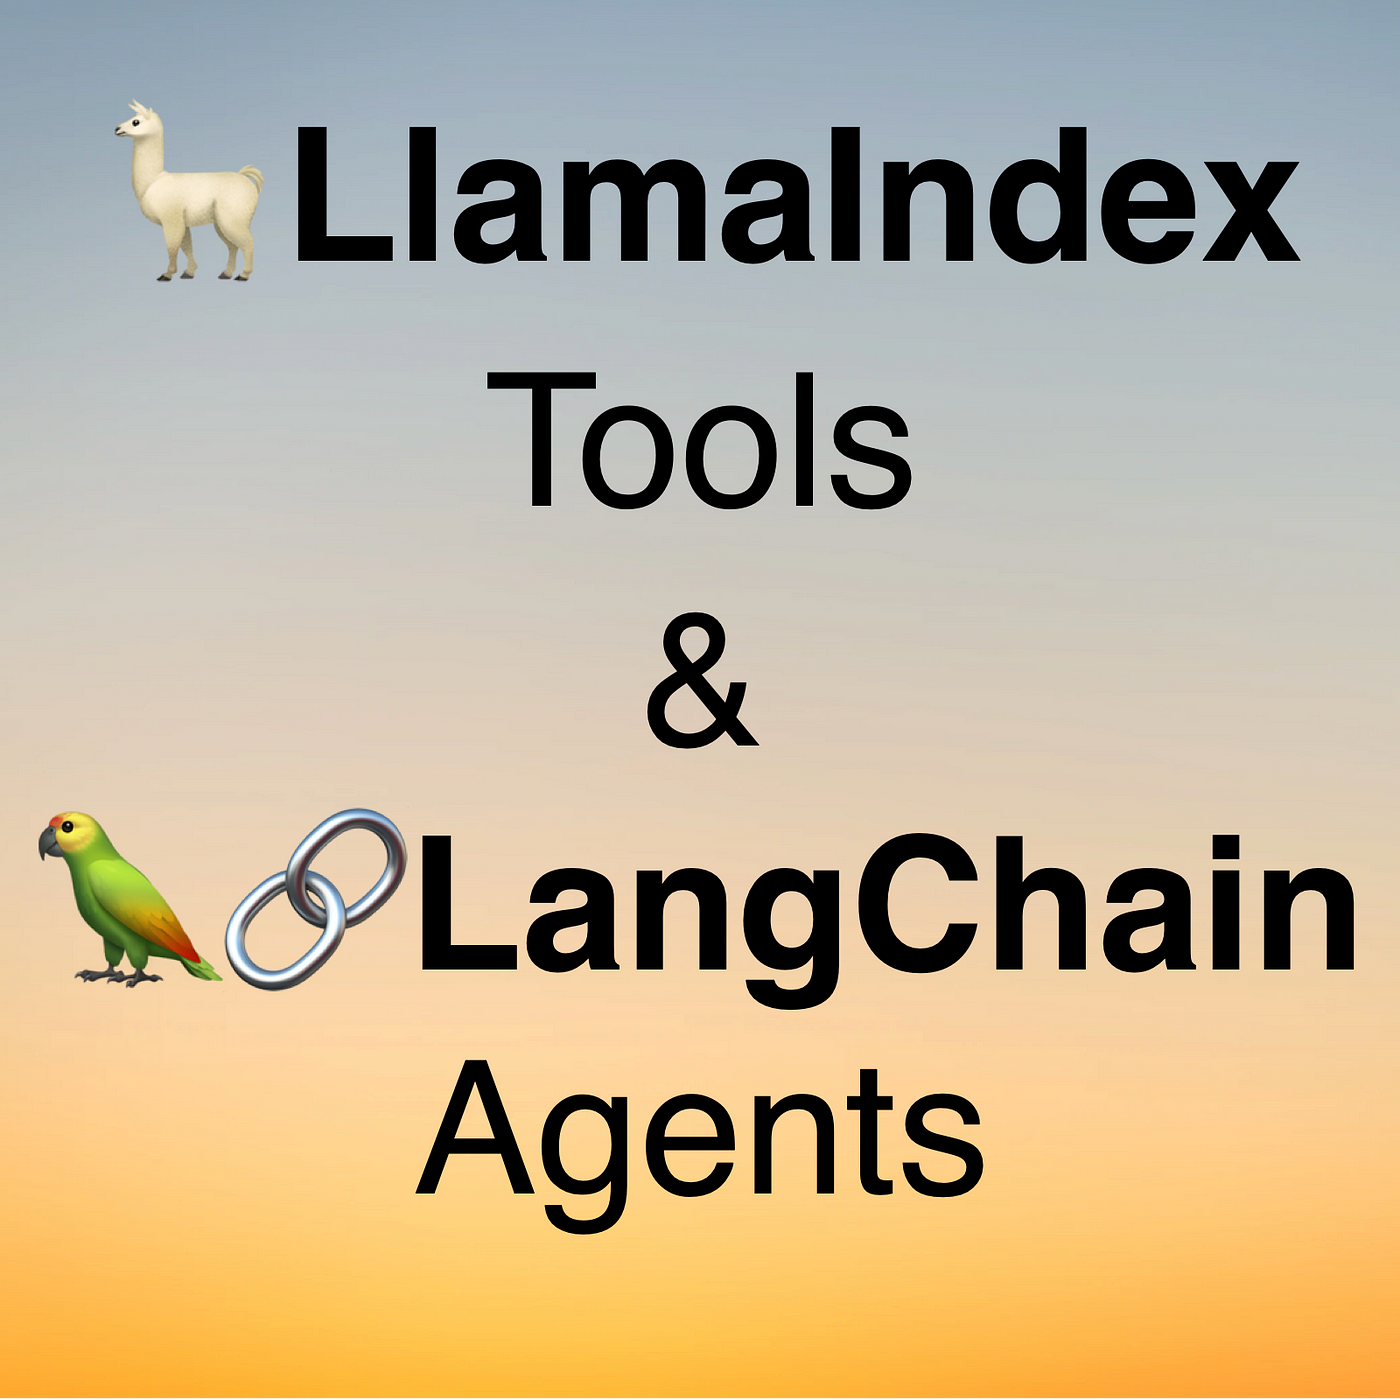 🦙LlamaIndex
Tools
&
🦜🔗LangChain
Agents